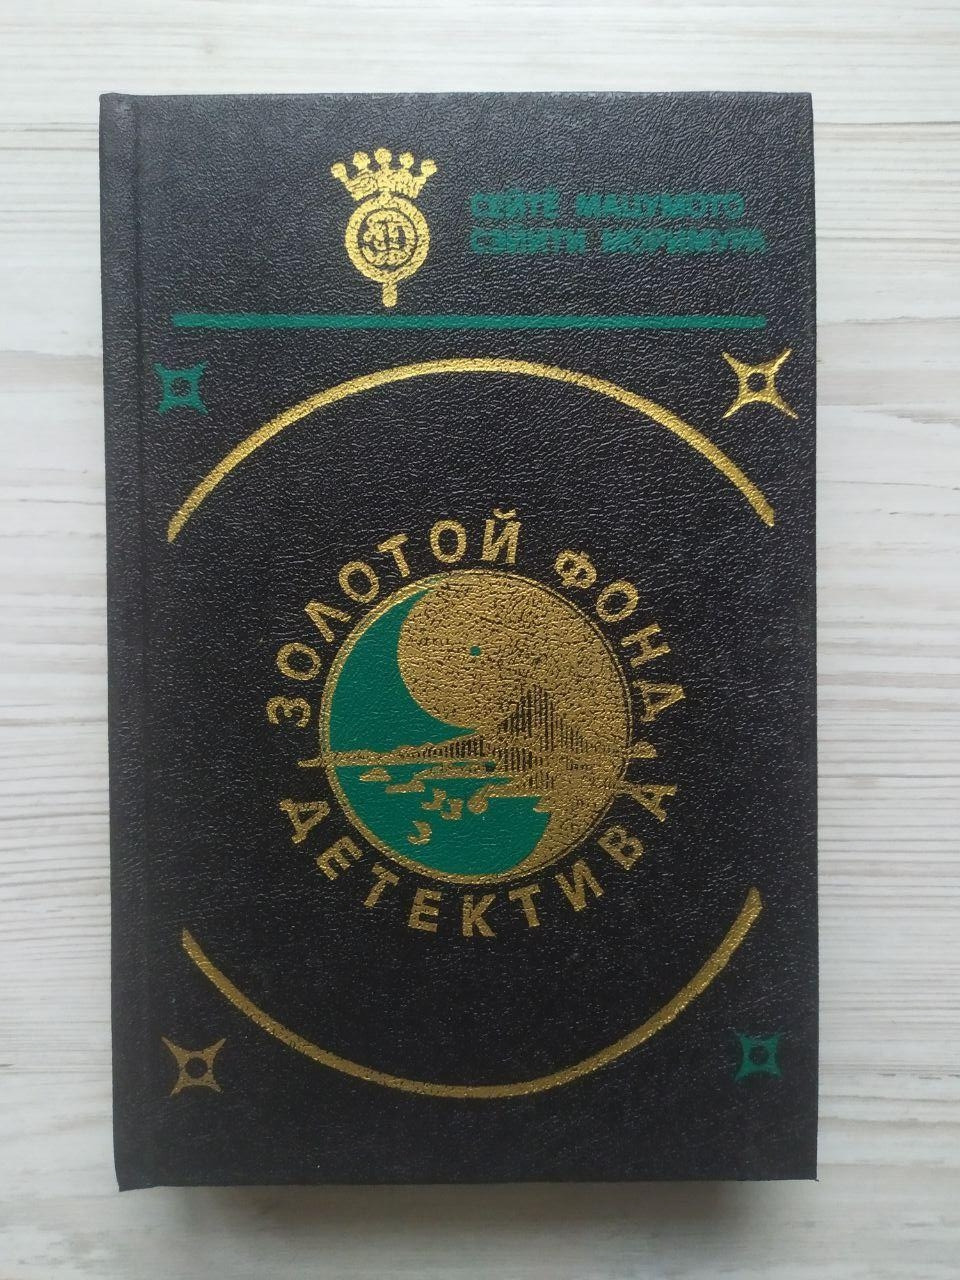 СЕЙТЁ МАЦУМОТО
СЭЙИТИ МОРИМУРА
ЗОЛОТОЙ ФОНД
ДЕТЕКТИВА